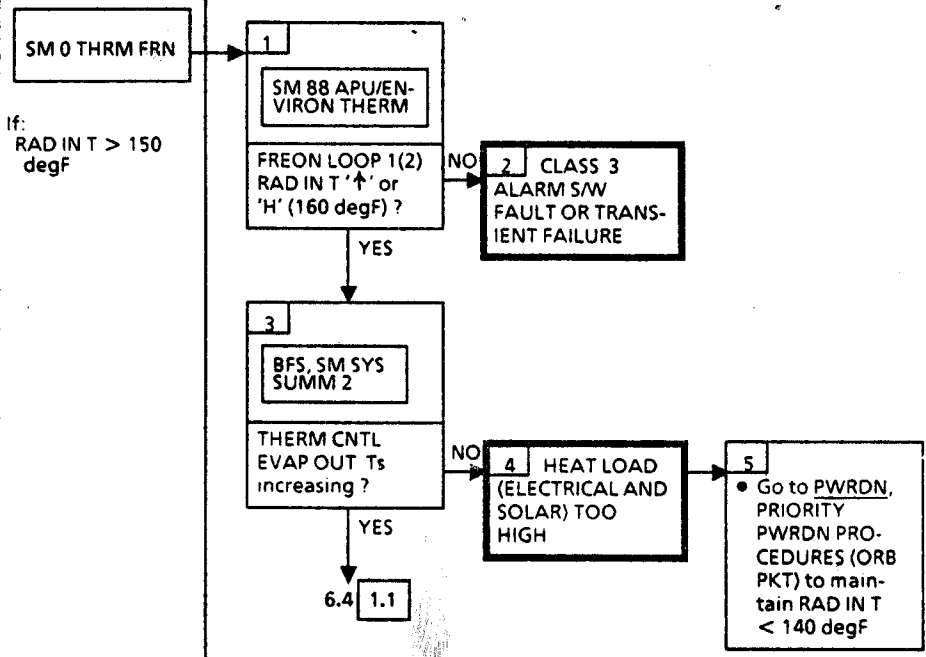 SM 0 THRM FRN
If:
RAD IN T > 150
degF
1
SM 88 APU/EN-
VIRON THERM
FREON LOOP 1(2)
RAD IN T '↑' or
'H' (160 degF) ?
NO
YES
2 CLASS 3
ALARM S/W
FAULT OR TRANS-
IENT FAILURE
3
BFS, SM SYS
SUMM 2
THERM CNTL
EVAP OUT Ts
increasing ?
NO
YES
4 HEAT LOAD
(ELECTRICAL AND
SOLAR) TOO
HIGH
5
● Go to PWRDN,
PRIORITY
PWRDN PRO-
CEDURES (ORB
PKT) to main-
tain RAD IN T
< 140 degF
6.4 1.1